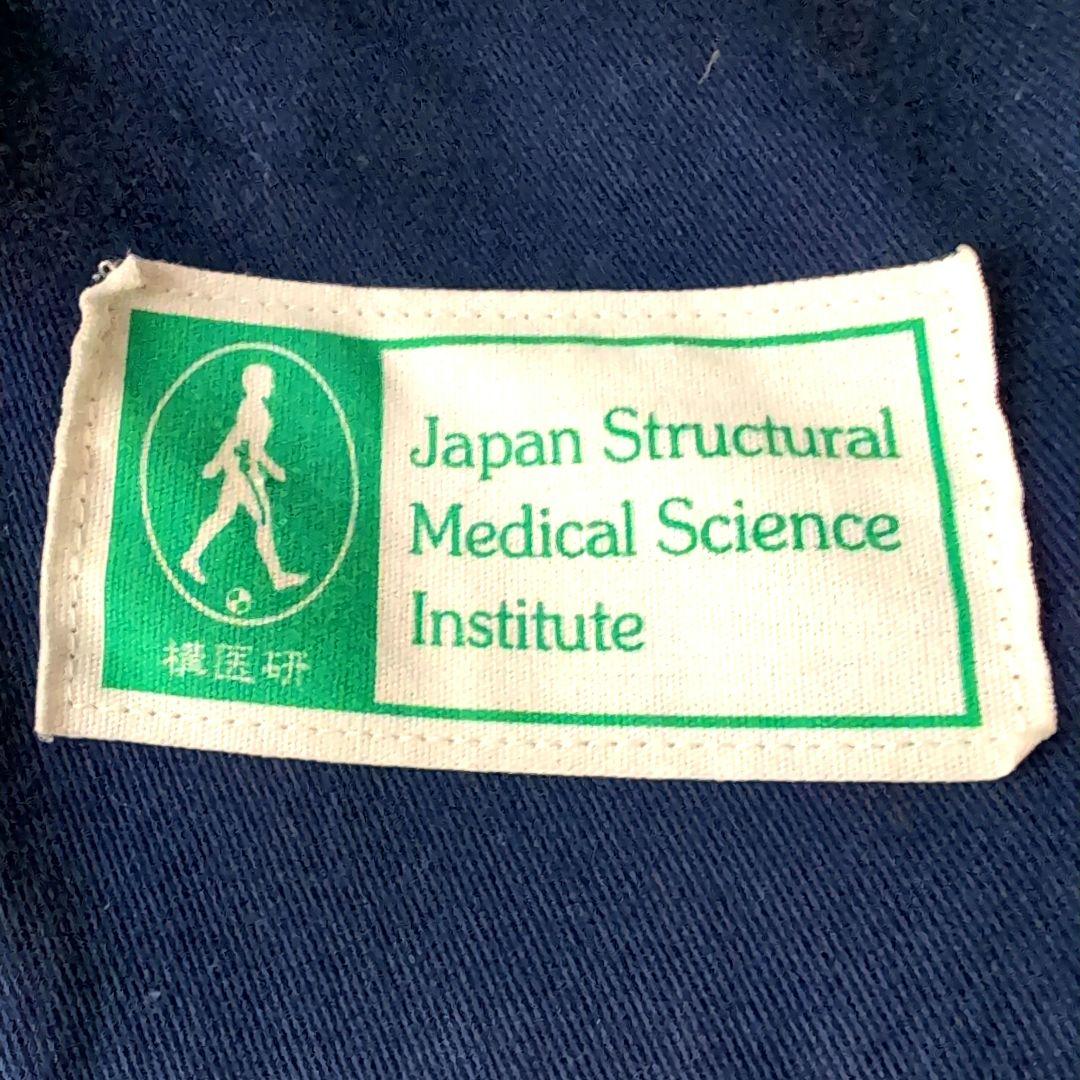 Japan Structural
Medical Science
Institute
構医研